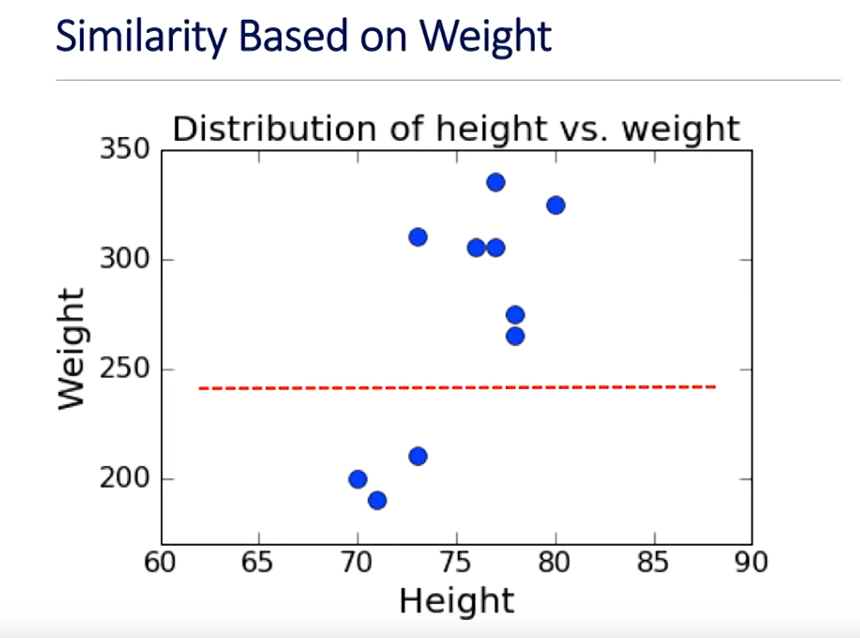 Similarity Based on Weight
Distribution of height vs. weight
350
300
250
200
Weight
60 65 70 75 80 85 90
Height